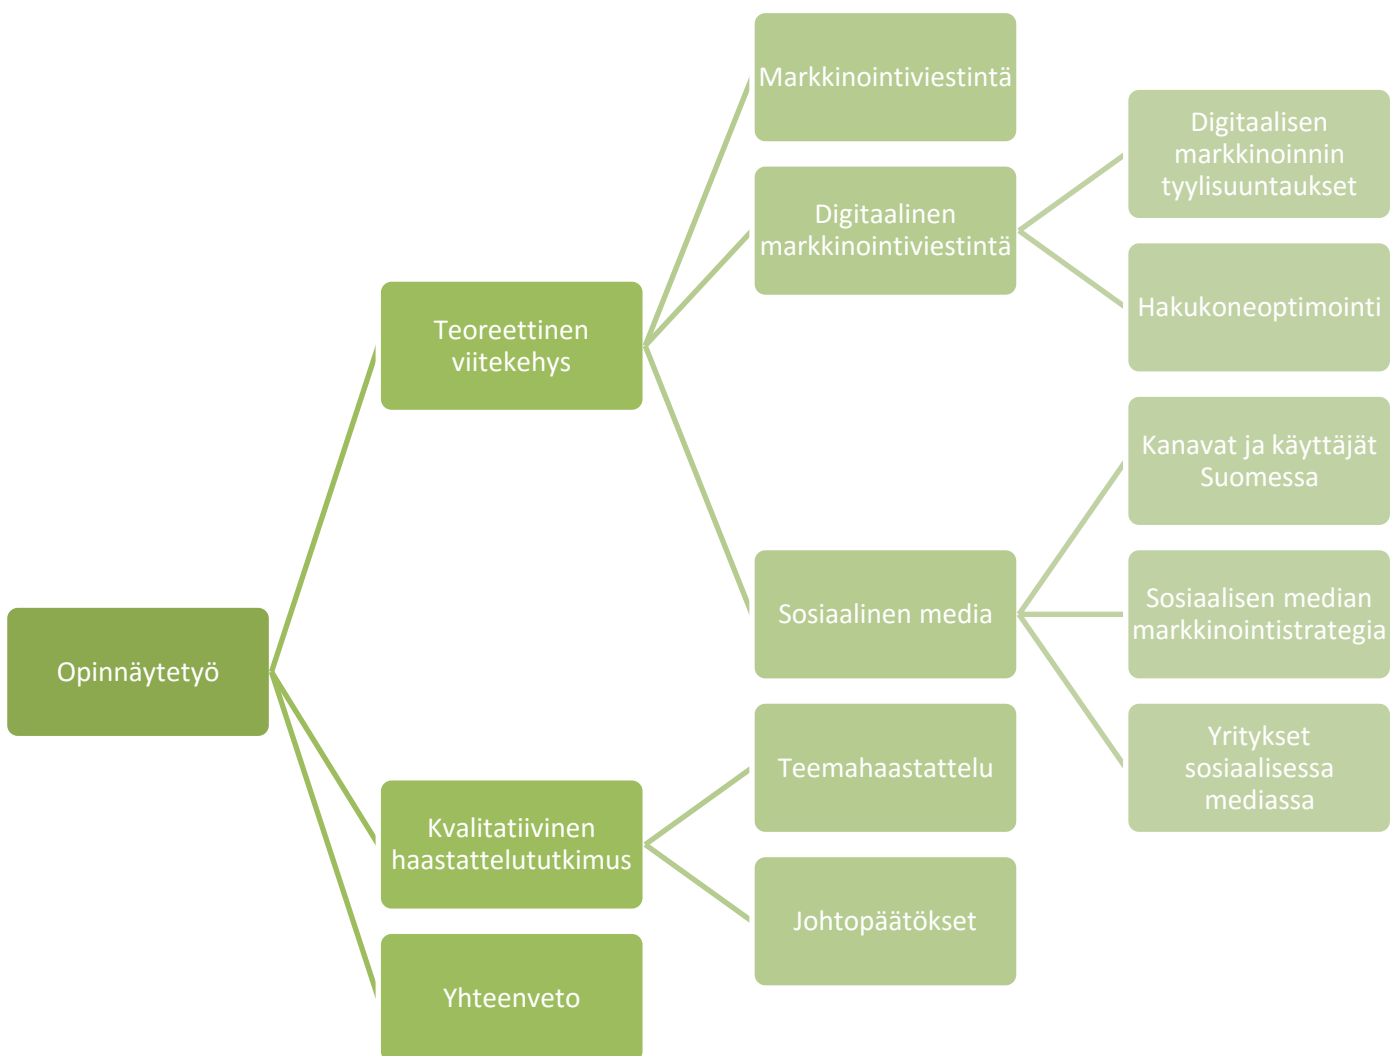 Opinnäytetyö
Teoreettinen
viitekehys
Markkinointiviestintä
Digitaalinen
markkinointiviestintä
Digitaalisen
markkinoinnin
tyylisuuntaukset
Hakukoneoptimointi
Sosiaalinen media
Kanavat ja käyttäjät
Suomessa
Sosiaalisen median
markkinointistrategia
Yritykset
sosiaalisessa
mediassa
Kvalitatiivinen
haastattelututkimus
Teemahaastattelu
Johtopäätökset
Yhteenveto